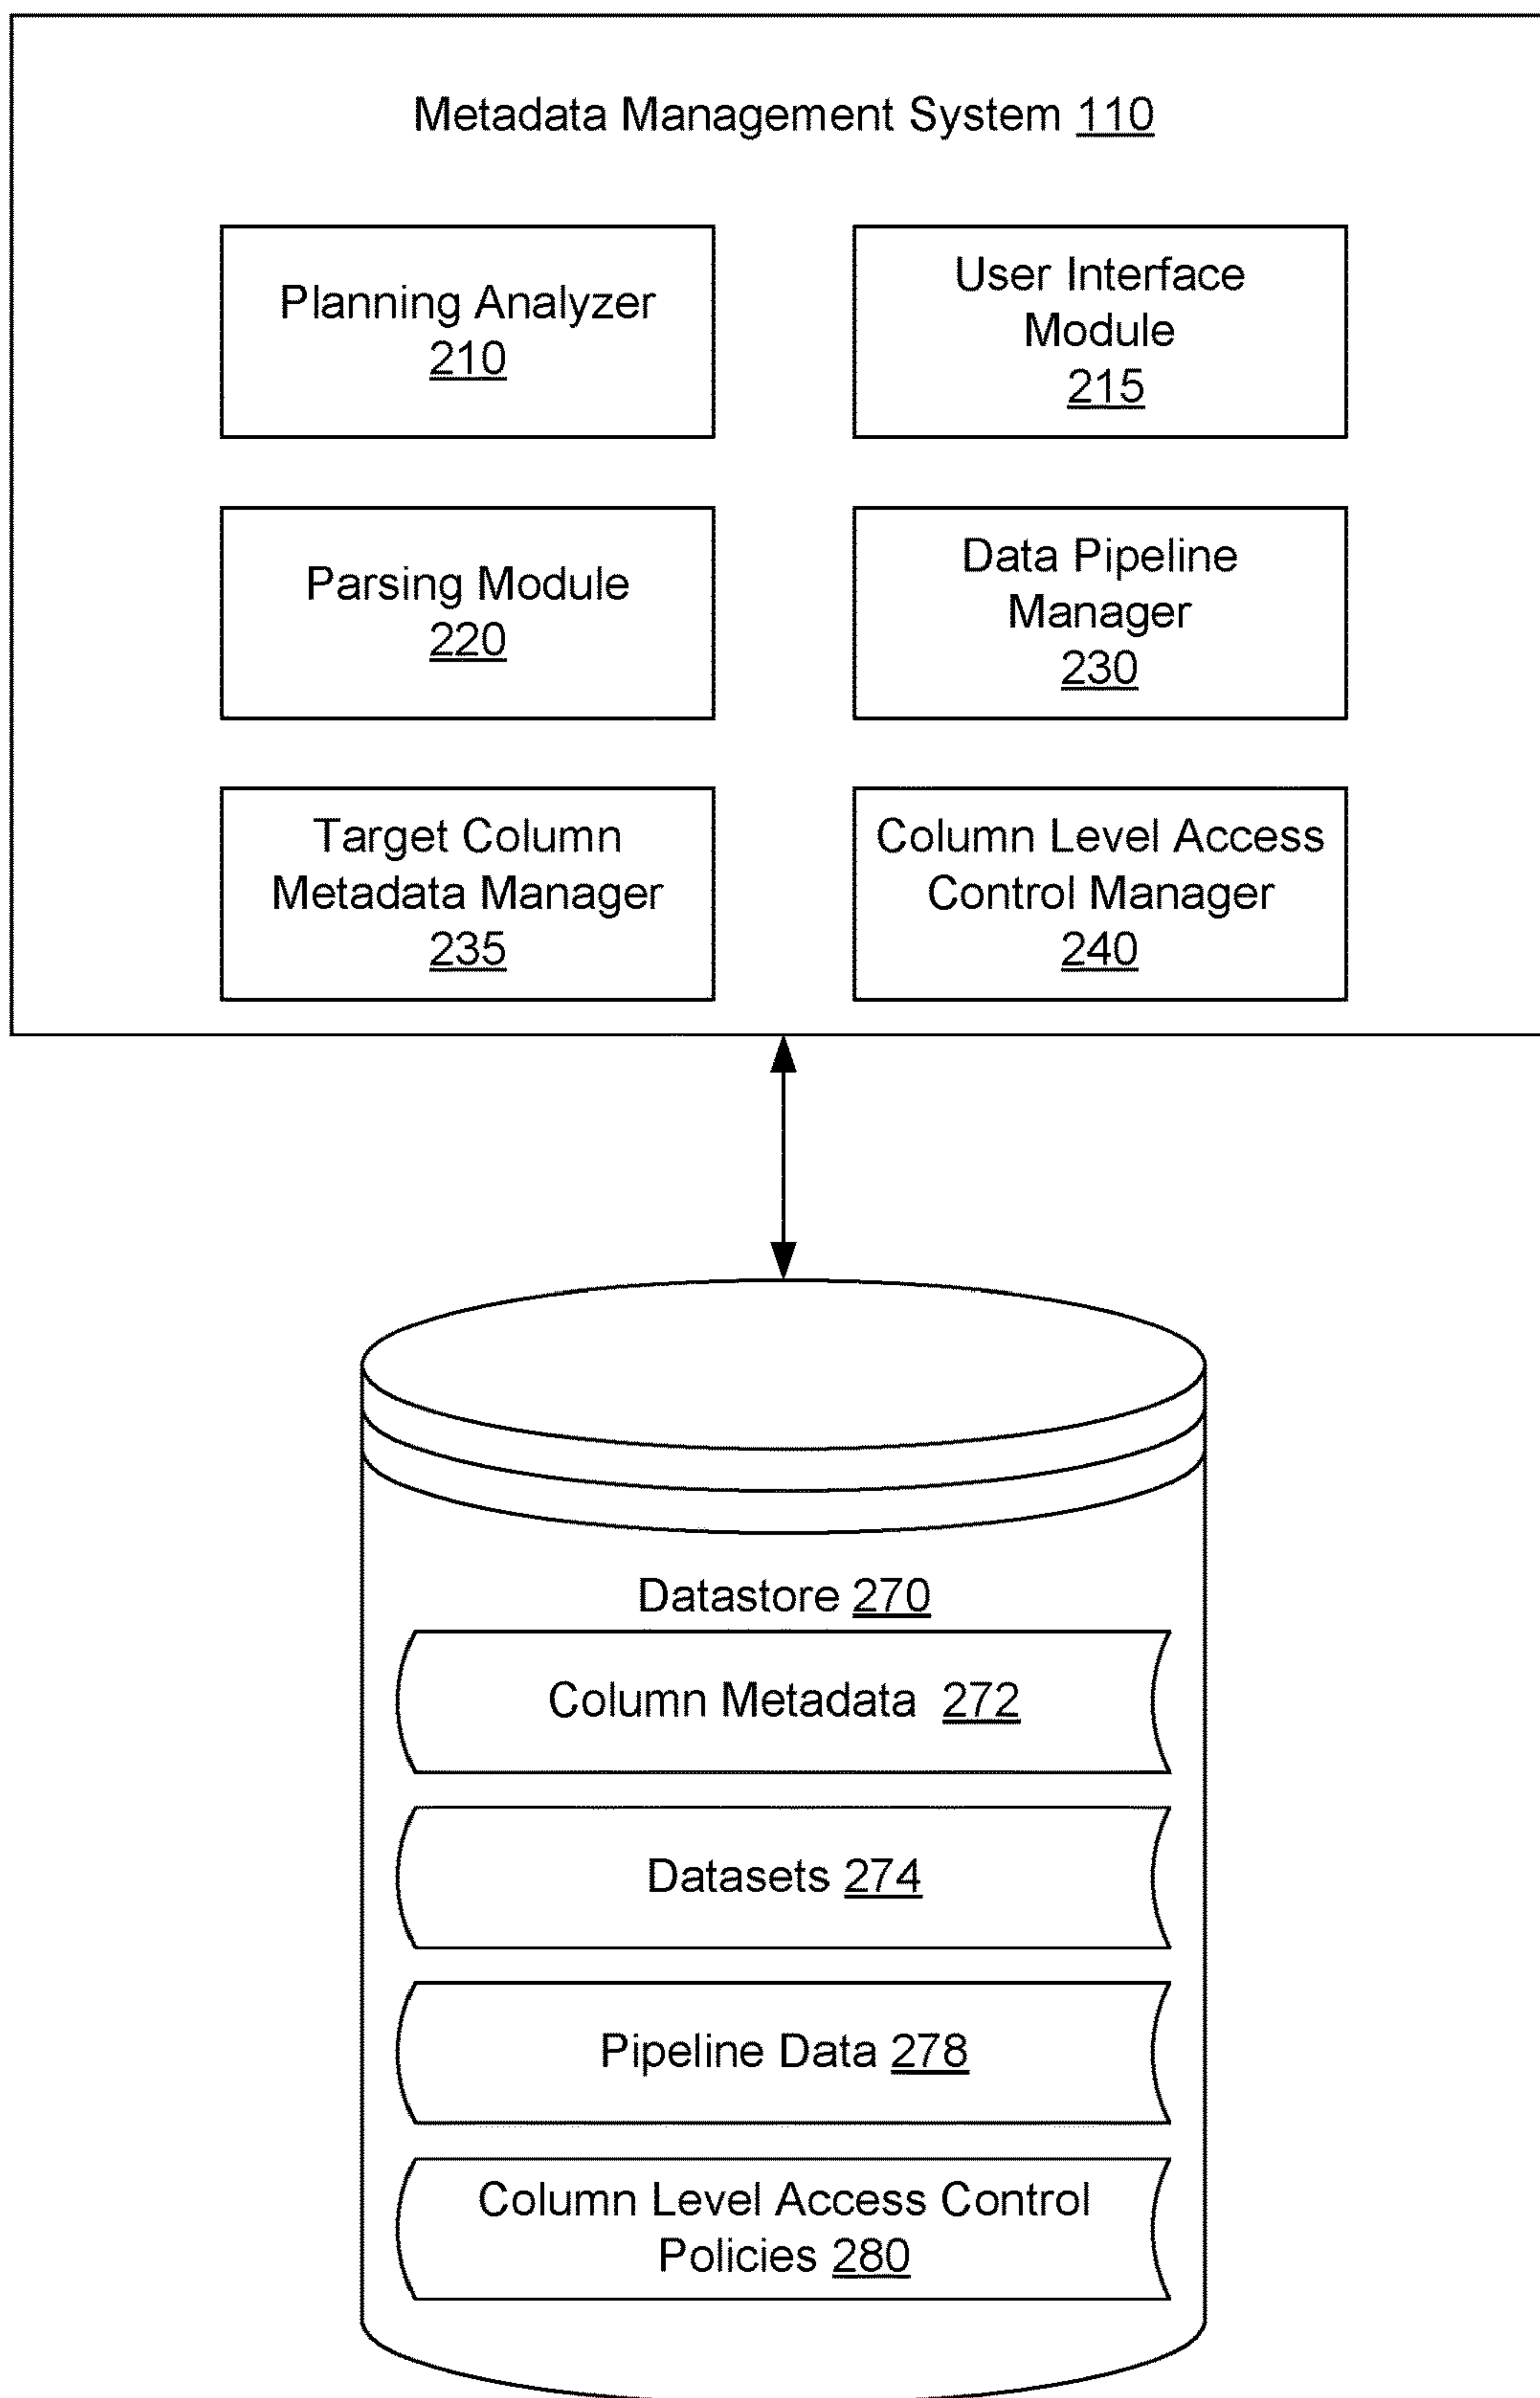 Metadata Management System 110
Planning Analyzer
210
User Interface
Module
215
Parsing Module
220
Data Pipeline
Manager
230
Target Column
Metadata Manager
235
Column Level Access
Control Manager
240
Datastore 270
Column Metadata 272
Datasets 274
Pipeline Data 278
Column Level Access Control
Policies 280